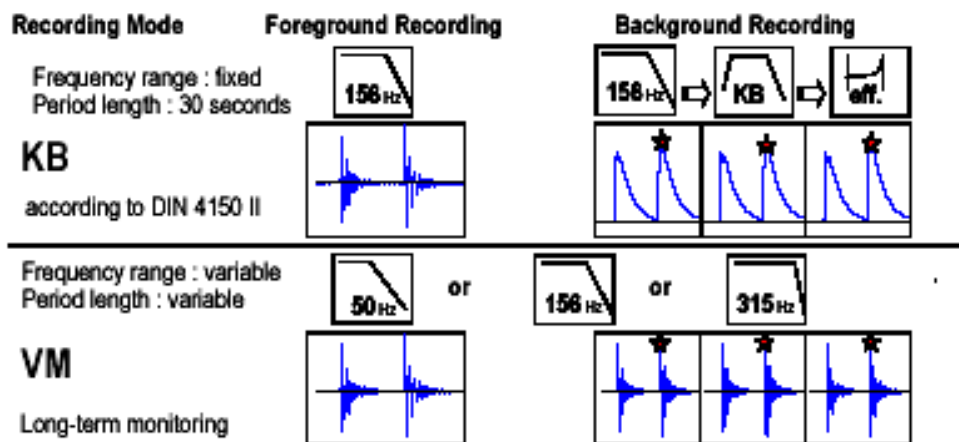 Recording Mode Foreground Recording Background Recording
Frequency range : fixed
Period length : 30 seconds
156 Hz 156 Hz KB eff.
KB
according to DIN 4150 II
Frequency range : variable
Period length : variable
50 Hz or 156 Hz or 315 Hz
VM
Long-term monitoring